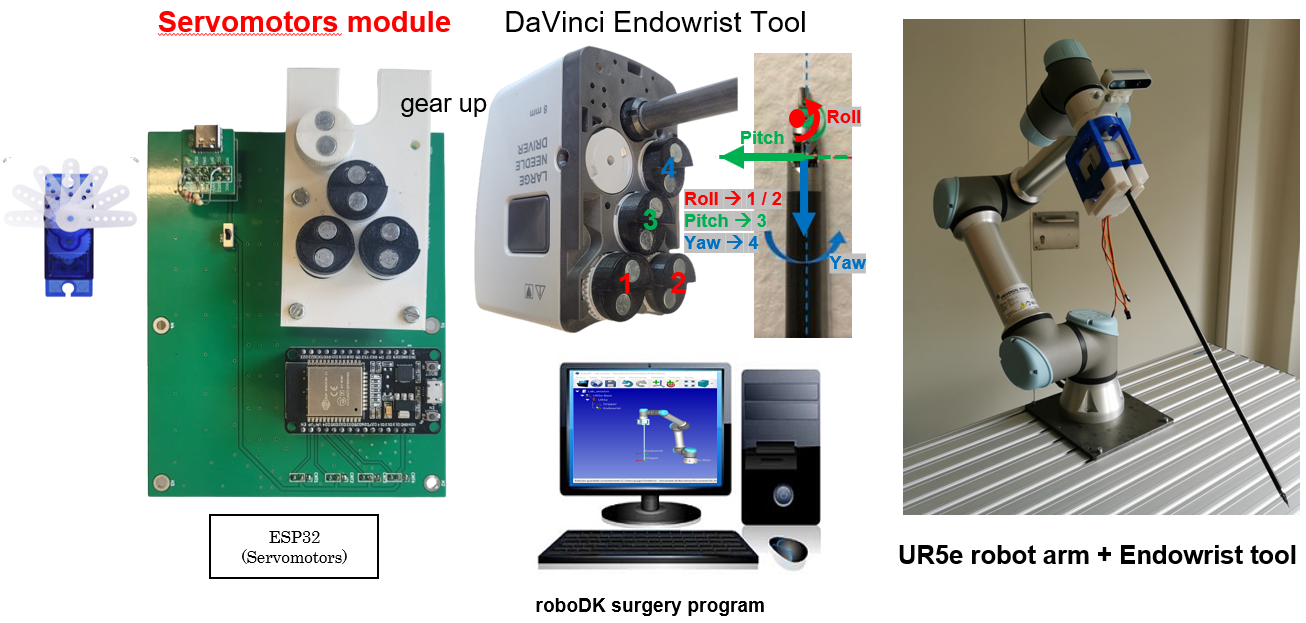 Servomotors module
DaVinci Endowrist Tool
gear up
8 mm
LARGE
NEEDLE
DRIVER
4
3
1
2
Roll
Pitch
Roll → 1 / 2
Pitch → 3
Yaw → 4
Yaw
ESP32
(Servomotors)
roboDK surgery program
UR5e robot arm + Endowrist tool